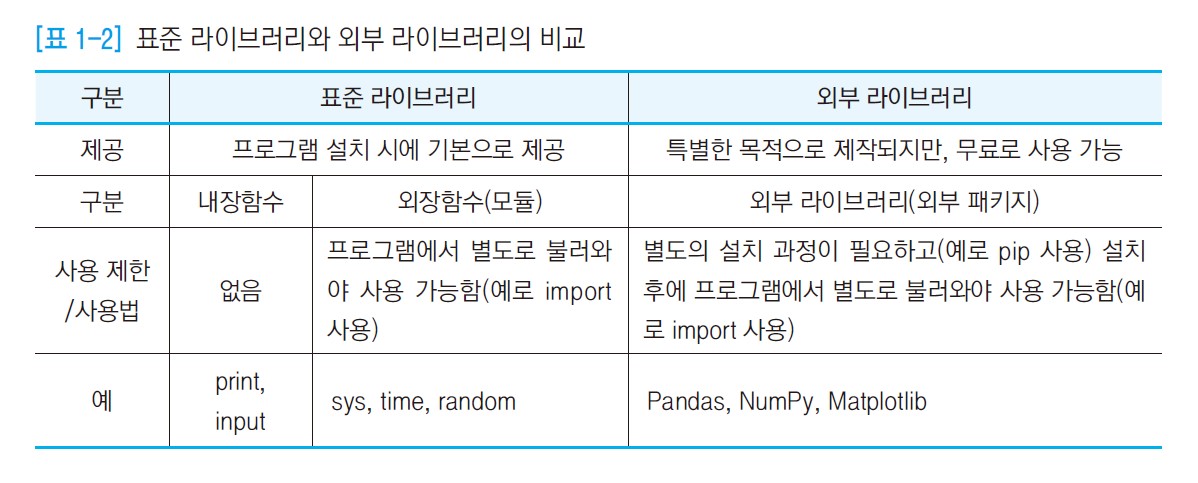 [표 1-2] 표준 라이브러리와 외부 라이브러리의 비교
구분 표준 라이브러리 외부 라이브러리
제공 프로그램 설치 시에 기본으로 제공 특별한 목적으로 제작되지만, 무료로 사용 가능
구분 내장함수 외장함수(모듈) 외부 라이브러리(외부 패키지)
사용 제한
/사용법
없음
프로그램에서 별도로 불러와
야 사용 가능함(예로 import
사용)
별도의 설치 과정이 필요하고(예로 pip 사용) 설치
후에 프로그램에서 별도로 불러와야 사용 가능함(예
로 import 사용)
예
print,
input
sys, time, random
Pandas, NumPy, Matplotlib